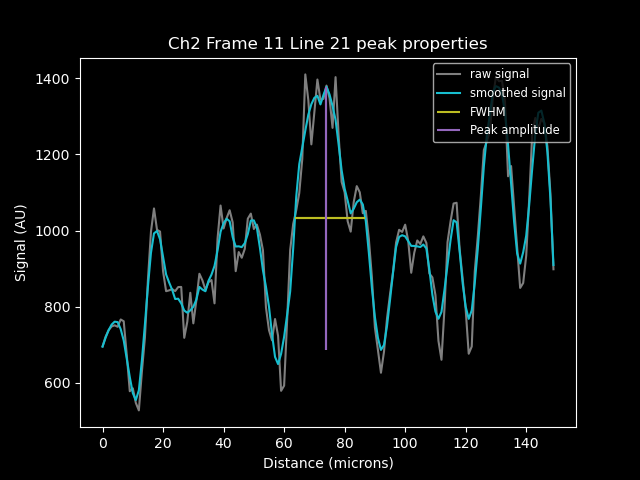 Ch2 Frame 11 Line 21 peak properties
raw signal
smoothed signal
FWHM
Peak amplitude
1400
1200
1000
800
600
Signal (AU)
0 20 40 60 80 100 120 140
Distance (microns)